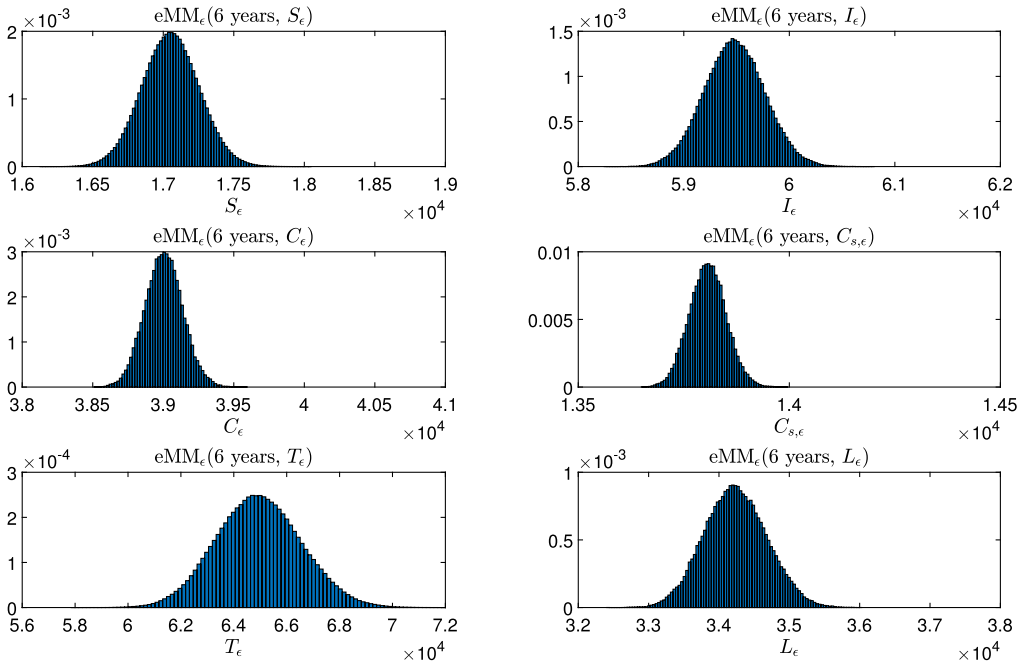 eMMϵ(6 years, Sϵ)
×10-3
2
1
0
1.6 1.65 1.7 1.75 1.8 1.85 1.9
Sϵ
×104
eMMϵ(6 years, Iϵ)
×10-3
1.5
1
0.5
0
5.8 5.9 6 6.1 6.2
Iϵ
×104
eMMϵ(6 years, Cϵ)
×10-3
3
2
1
0
3.8 3.85 3.9 3.95 4 4.05 4.1
Cϵ
×104
eMMϵ(6 years, Cs,ϵ)
0.01
0.005
0
1.35 1.4 1.45
Cs,ϵ
×104
eMMϵ(6 years, Tϵ)
×10-4
3
2
1
0
5.6 5.8 6 6.2 6.4 6.6 6.8 7 7.2
Tϵ
×104
eMMϵ(6 years, Lϵ)
×10-3
1
0.5
0
3.2 3.3 3.4 3.5 3.6 3.7 3.8
Lϵ
×104